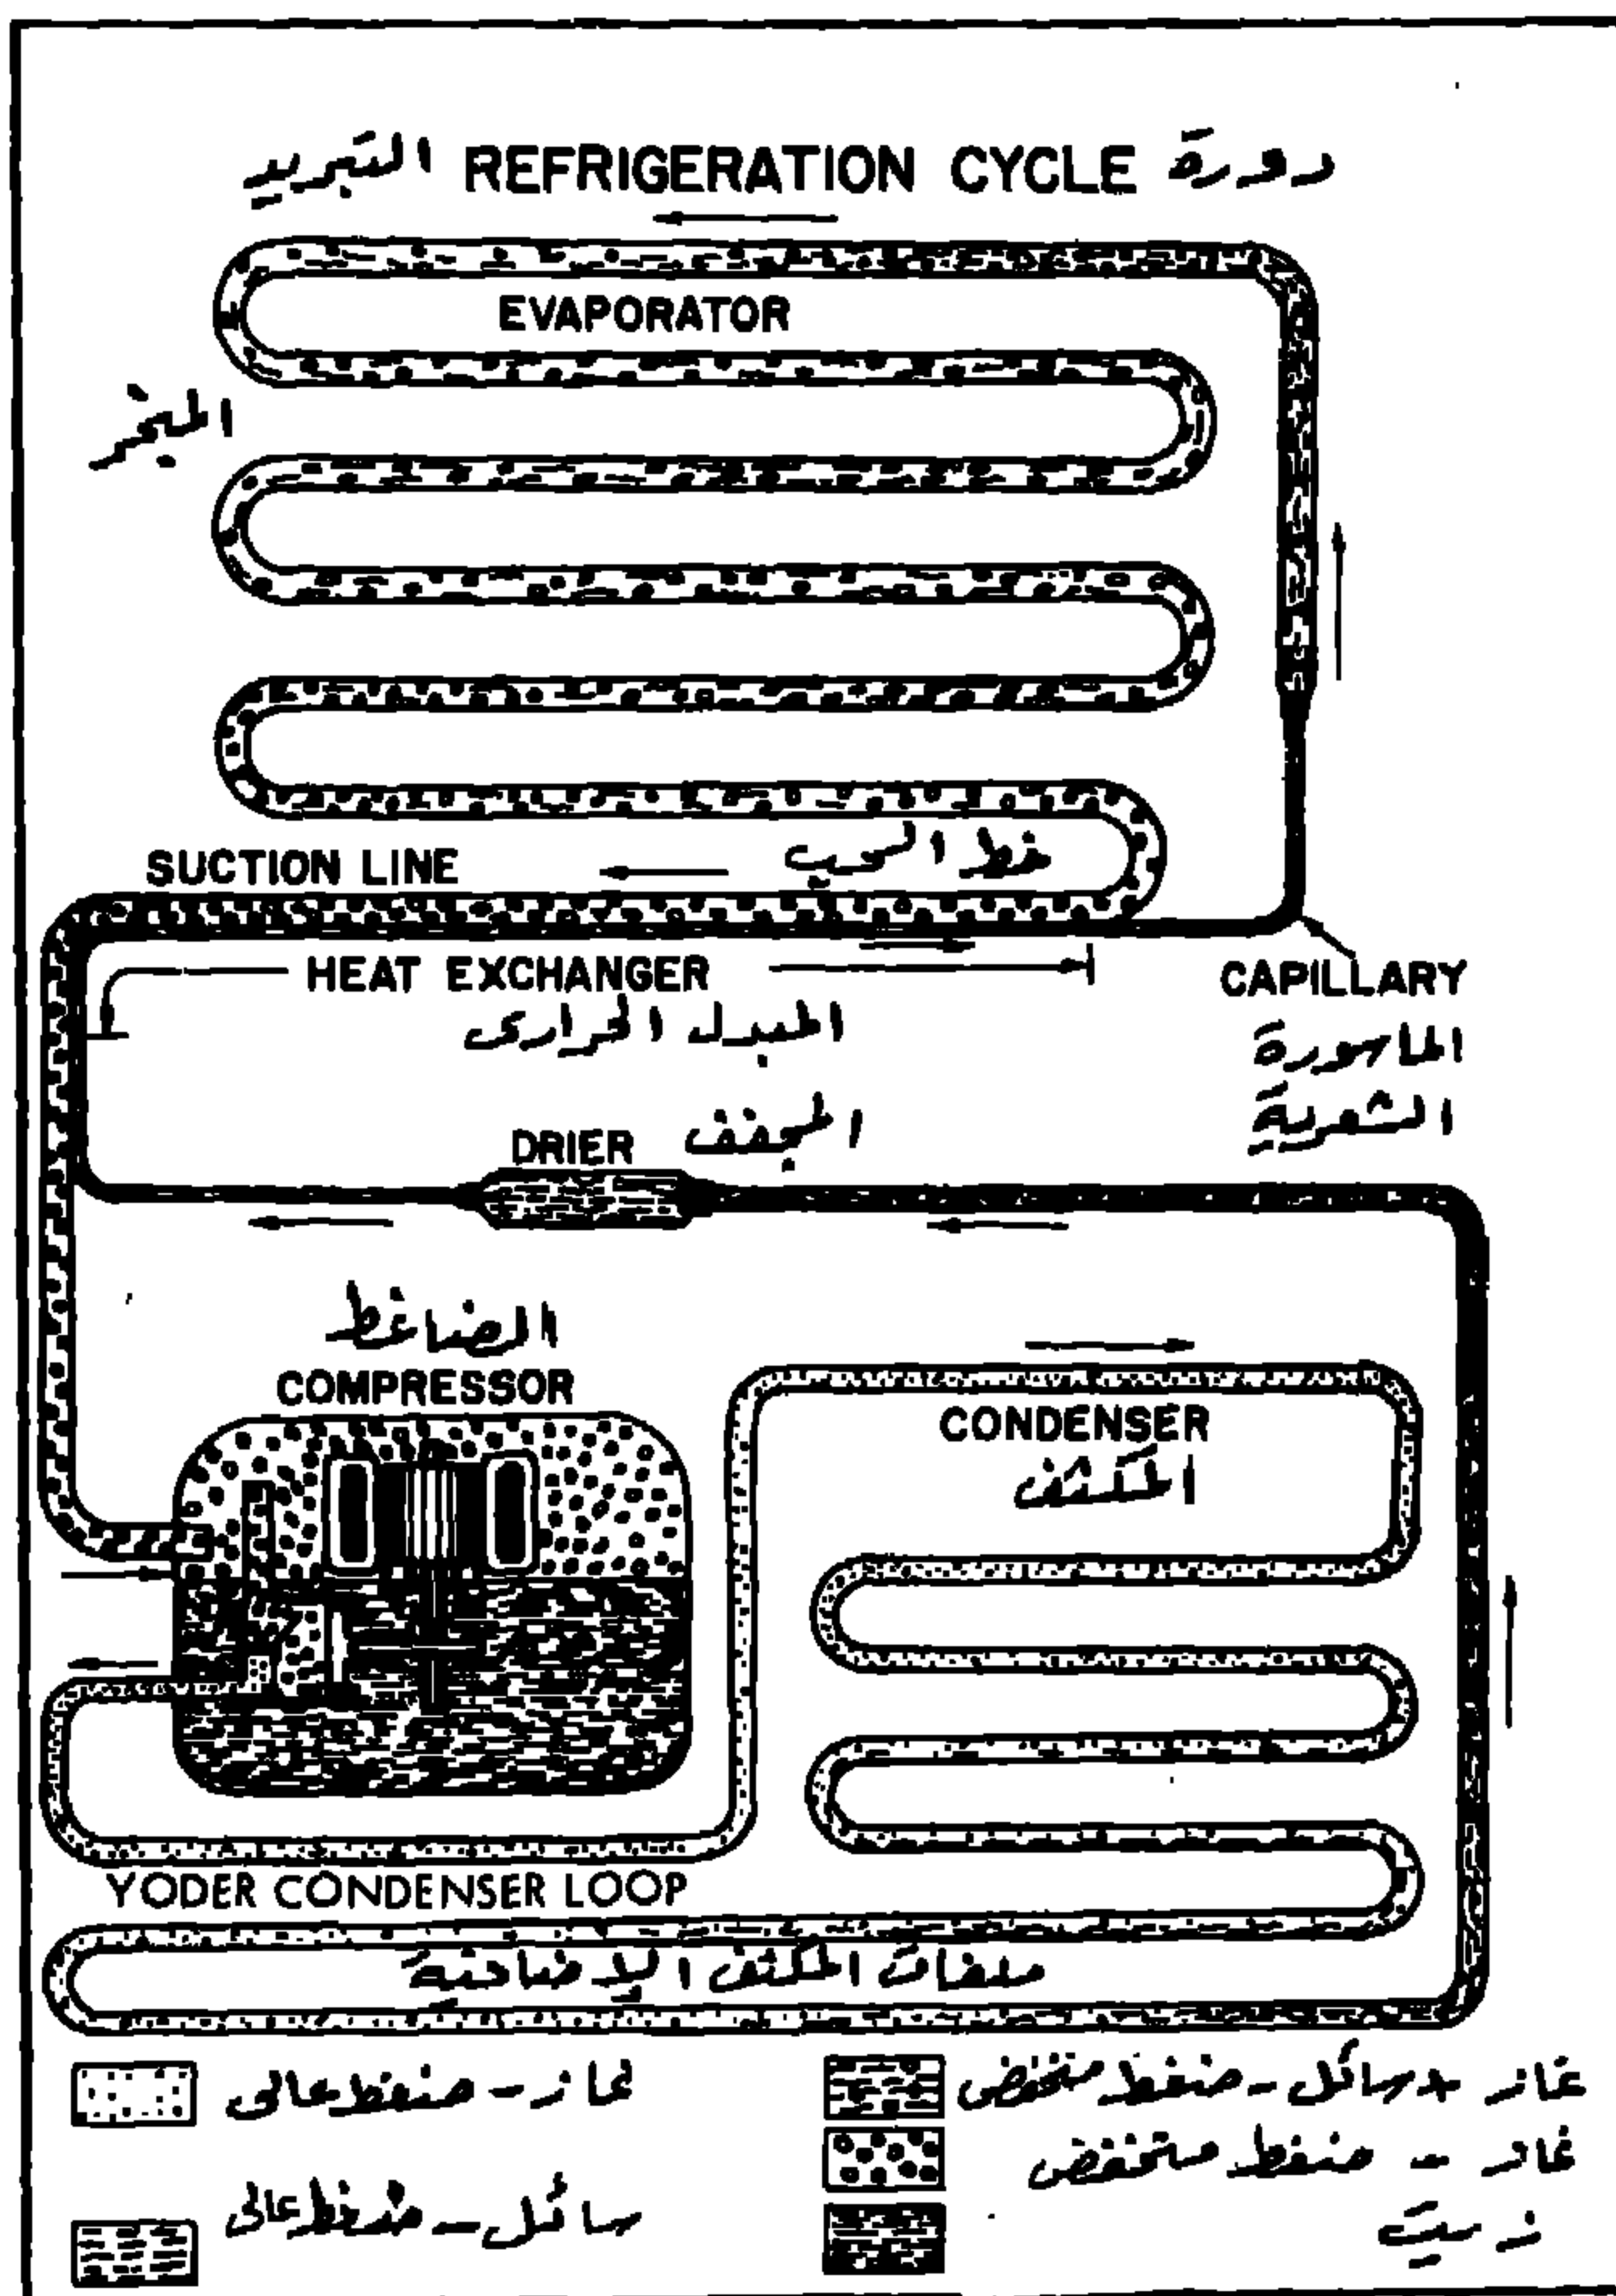 دورة REFRIGERATION CYCLE التبريد
EVAPORATOR
المبخر
SUCTION LINE
خط السحب
HEAT EXCHANGER
المبدل الحرارى
CAPILLARY
الماسورة
الشعرية
DRIER
المجفف
الضاغط
COMPRESSOR
CONDENSER
المكثف
YODER CONDENSER LOOP
ملفات المكثف الإضافية
غاز + سائل - ضغط منخفض
غاز - ضغط عالى
غاز - ضغط منخفض
سائل - ضغط عالى
زيت